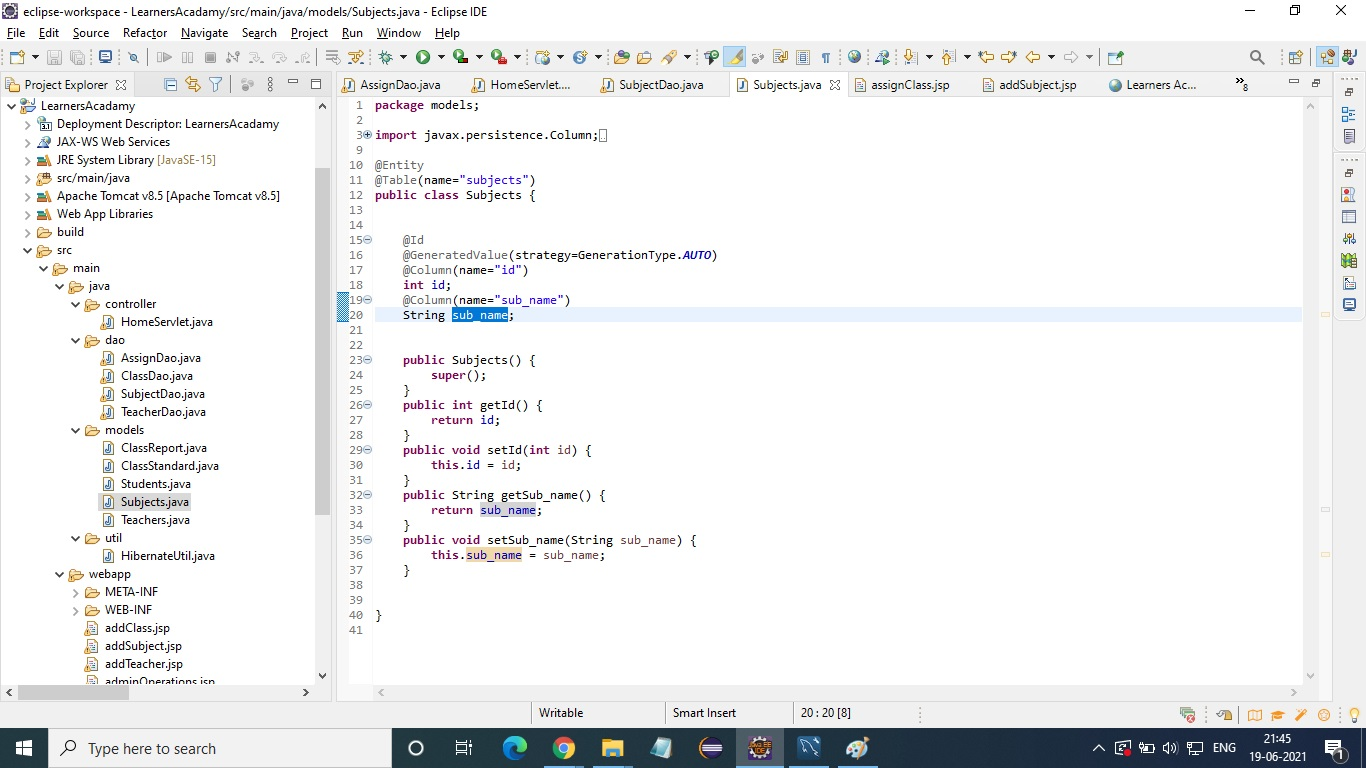 eclipse-workspace - LearnersAcadamy/src/main/java/models/Subjects.java - Eclipse IDE
File Edit Source Refactor Navigate Search Project Run Window Help
Project Explorer
LearnersAcadamy
Deployment Descriptor: LearnersAcadamy
JAX-WS Web Services
JRE System Library [JavaSE-15]
src/main/java
Apache Tomcat v8.5 [Apache Tomcat v8.5]
Web App Libraries
build
src
main
java
controller
HomeServlet.java
dao
AssignDao.java
ClassDao.java
SubjectDao.java
TeacherDao.java
models
ClassReport.java
ClassStandard.java
Students.java
Subjects.java
Teachers.java
util
HibernateUtil.java
webapp
META-INF
WEB-INF
addClass.jsp
addSubject.jsp
addTeacher.jsp
adminOperations.jsp
AssignDao.java HomeServlet.... SubjectDao.java Subjects.java assignClass.jsp addSubject.jsp Learners Ac... »8
1 package models;
2
3 import javax.persistence.Column;
9
10 @Entity
11 @Table(name="subjects")
12 public class Subjects {
13
14
15 @Id
16 @GeneratedValue(strategy=GenerationType.AUTO)
17 @Column(name="id")
18 int id;
19 @Column(name="sub_name")
20 String sub_name;
21
22
23 public Subjects() {
24 super();
25 }
26 public int getId() {
27 return id;
28 }
29 public void setId(int id) {
30 this.id = id;
31 }
32 public String getSub_name() {
33 return sub_name;
34 }
35 public void setSub_name(String sub_name) {
36 this.sub_name = sub_name;
37 }
38
39
40 }
41
Writable Smart Insert 20 : 20 [8]
Type here to search
ENG
21:45
19-06-2021
1